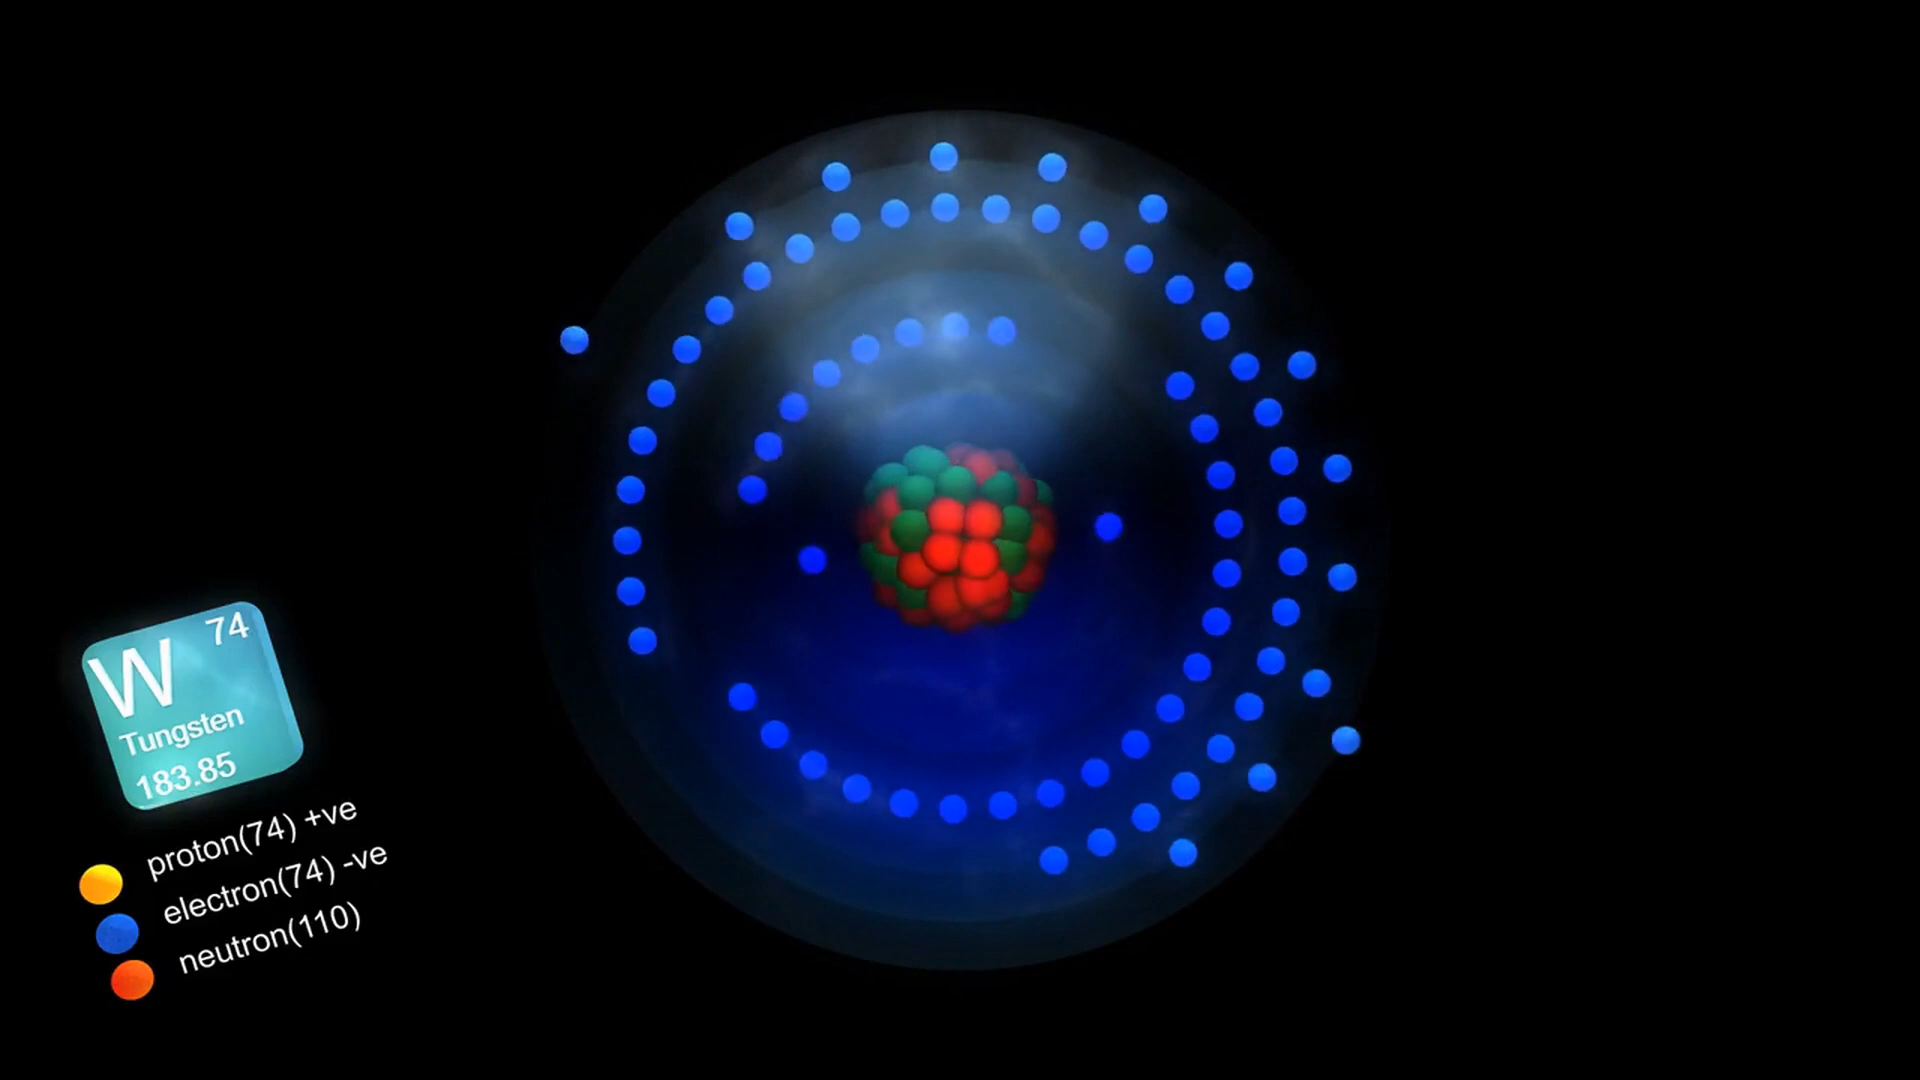 W 74
Tungsten
183.85
proton(74) +ve
electron(74) -ve
neutron(110)